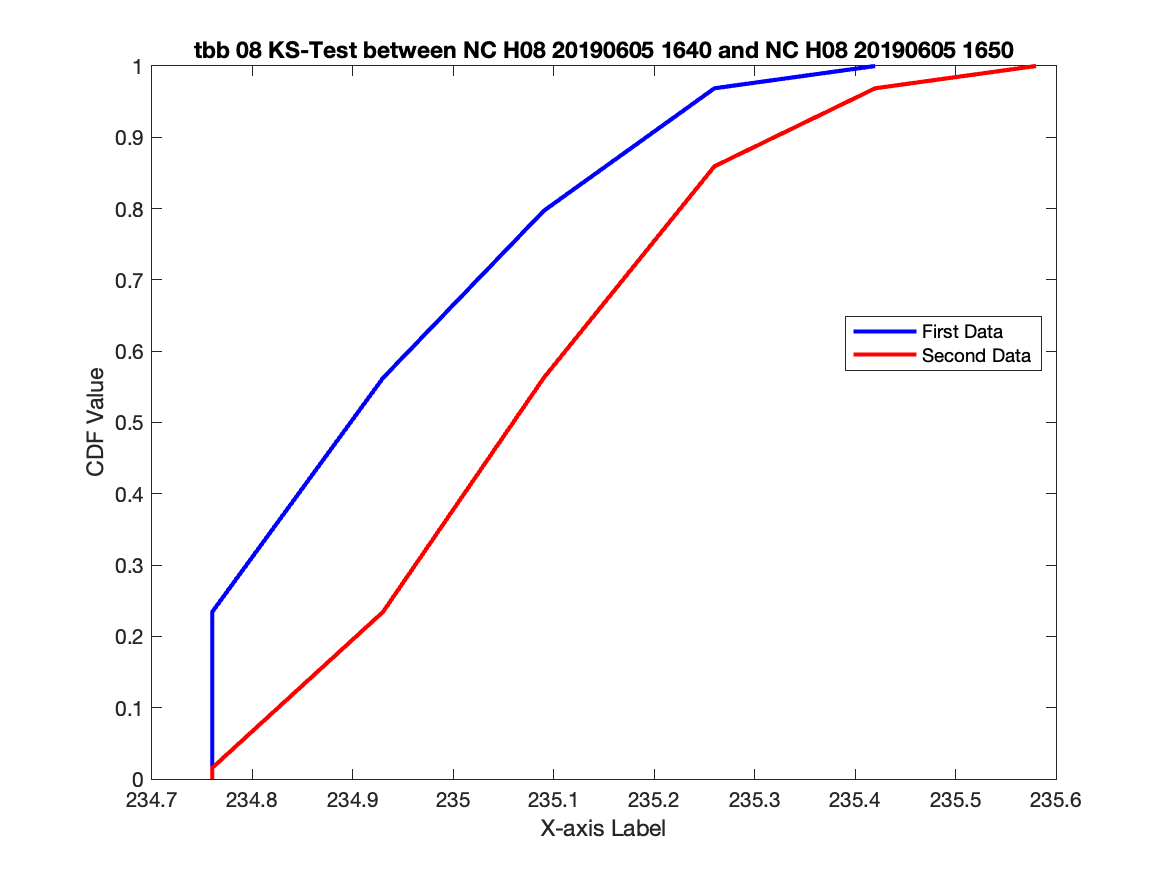 tbb 08 KS-Test between NC H08 20190605 1640 and NC H08 20190605 1650
1
0.9
0.8
0.7
0.6
0.5
0.4
0.3
0.2
0.1
0
CDF Value
First Data
Second Data
234.7 234.8 234.9 235 235.1 235.2 235.3 235.4 235.5 235.6
X-axis Label